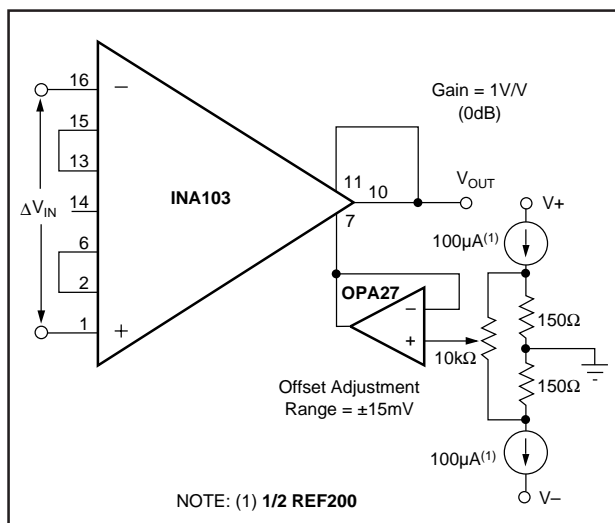 16
−
15
13
14
6
2
1
+
ΔV_IN
INA103
11
10
7
Gain = 1V/V
(0dB)
V_OUT
V+
100µA(1)
OPA27
−
+
10kΩ
150Ω
150Ω
Offset Adjustment
Range = ±15mV
100µA(1)
V−
NOTE: (1) 1/2 REF200